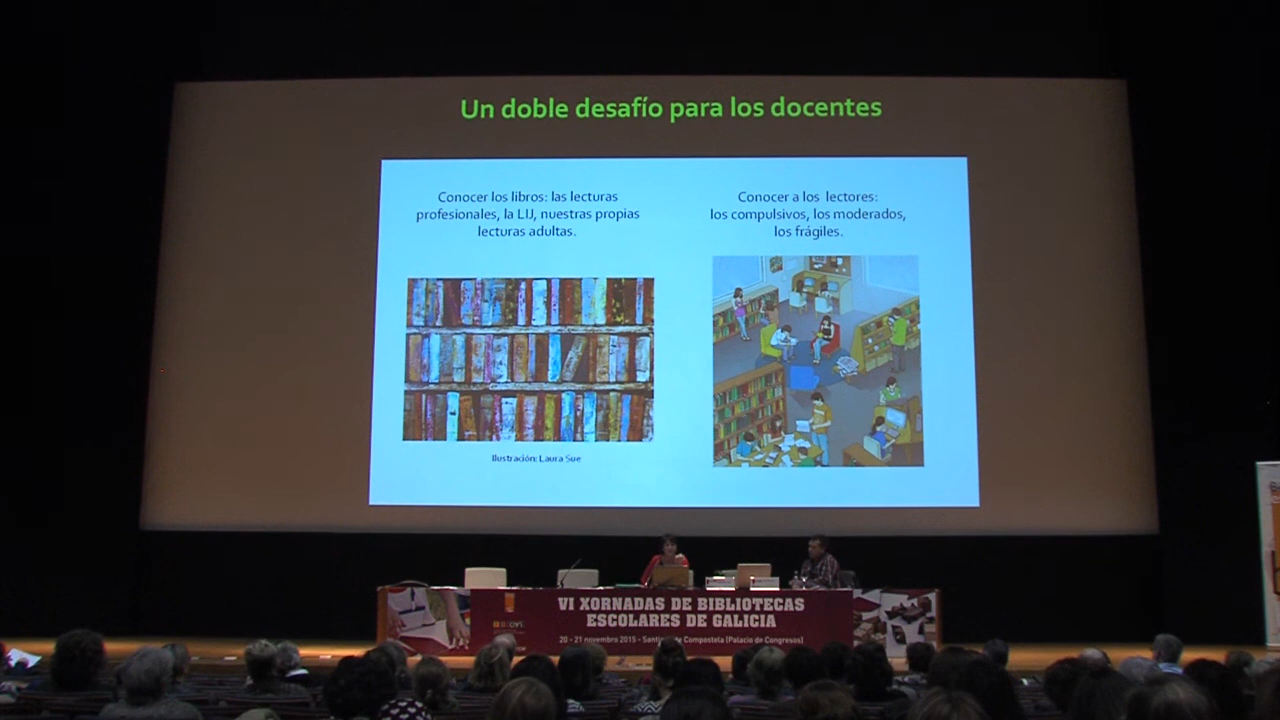 Un doble desafío para los docentes
Conocer los libros: las lecturas
profesionales, la LIJ, nuestras propias
lecturas adultas.
Conocer a los lectores:
los compulsivos, los moderados,
los frágiles.
Ilustración: Laura Sue
VI XORNADAS DE BIBLIOTECAS
ESCOLARES DE GALICIA
20 - 21 novembro 2015 - Santiago de Compostela (Palacio de Congresos)